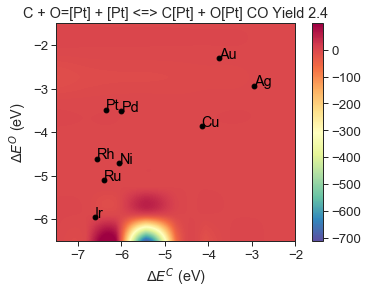 C + O=[Pt] + [Pt] <=> C[Pt] + O[Pt] CO Yield 2.4
−2
−3
−4
−5
−6
ΔE^O (eV)
Au
Ag
Pt
Pd
Cu
Rh
Ni
Ru
Ir
−7
−6
−5
−4
−3
−2
ΔE^C (eV)
0
−100
−200
−300
−400
−500
−600
−700